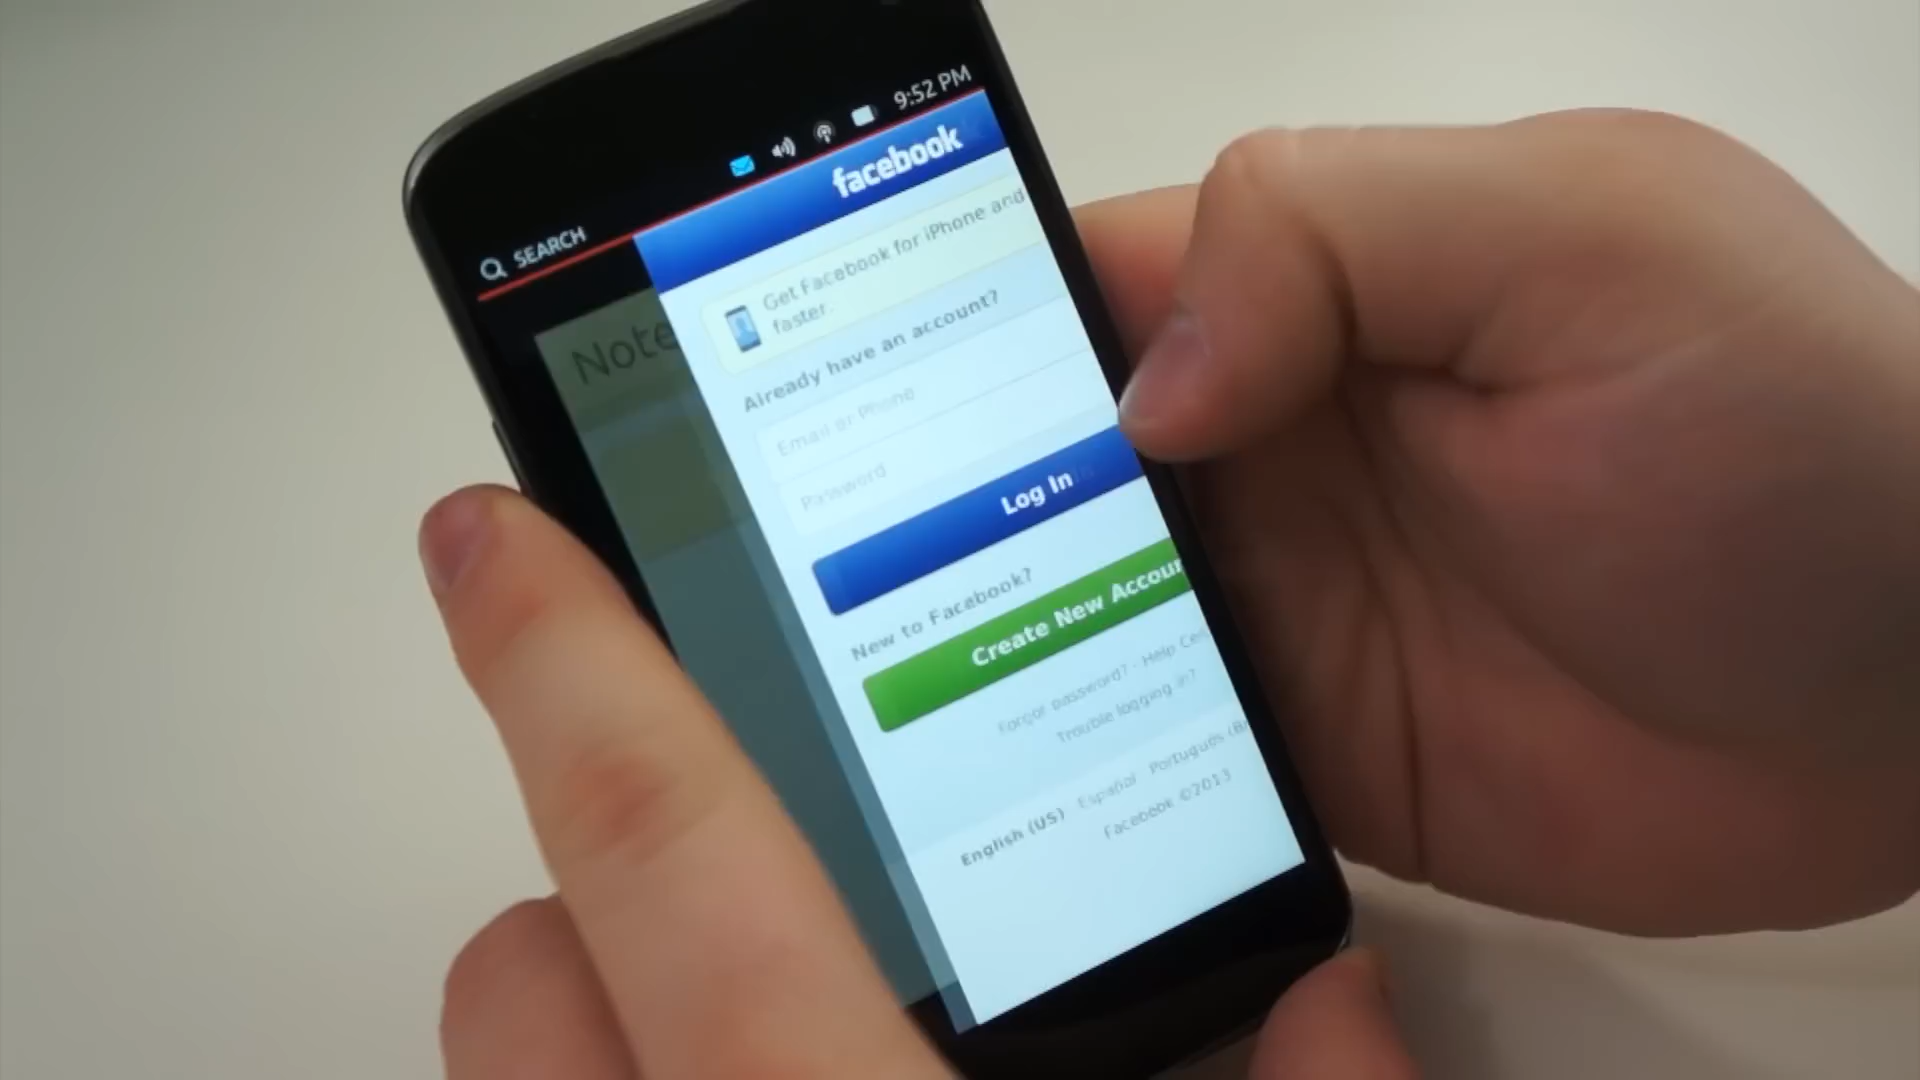 9:52 PM
SEARCH
facebook
Note
Get Facebook for iPhone and
faster.
Already have an account?
Email or Phone
Password
Log In
New to Facebook?
Create New Accoun
Forgot password? · Help Cen
Trouble logging in?
English (US) Español Português (Br
Facebook ©2013